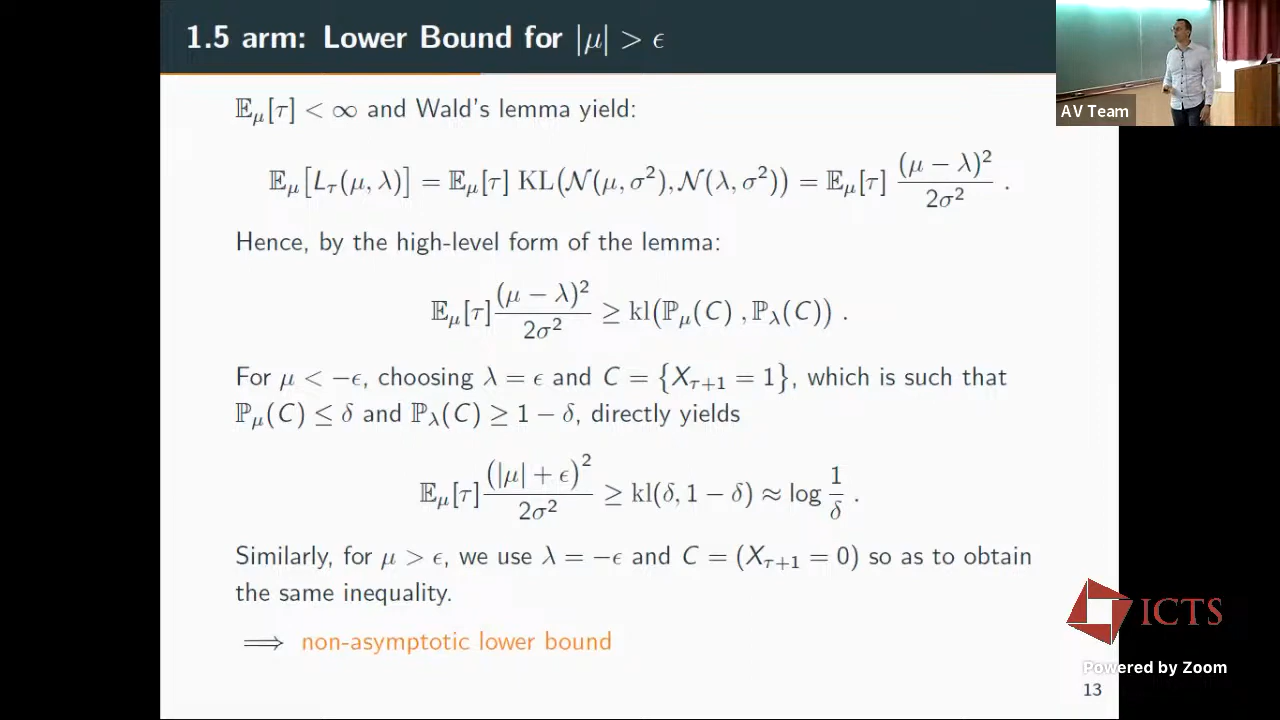 1.5 arm: Lower Bound for |μ| > ϵ
AV Team
𝔼_μ[τ] < ∞ and Wald's lemma yield:
𝔼_μ[L_τ(μ, λ)] = 𝔼_μ[τ] KL(𝒩(μ, σ²), 𝒩(λ, σ²)) = 𝔼_μ[τ] (μ − λ)² / 2σ² .
Hence, by the high-level form of the lemma:
𝔼_μ[τ] (μ − λ)² / 2σ² ≥ kl(ℙ_μ(C) , ℙ_λ(C)) .
For μ < −ϵ, choosing λ = ϵ and C = {X_{τ+1} = 1}, which is such that
ℙ_μ(C) ≤ δ and ℙ_λ(C) ≥ 1 − δ, directly yields
𝔼_μ[τ] (|μ| + ϵ)² / 2σ² ≥ kl(δ, 1 − δ) ≈ log 1/δ .
Similarly, for μ > ϵ, we use λ = −ϵ and C = (X_{τ+1} = 0) so as to obtain
the same inequality.
⟹ non-asymptotic lower bound
ICTS
Powered by Zoom
13